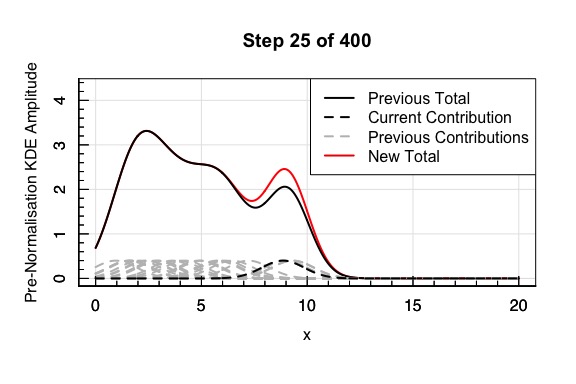 Step 25 of 400
Pre-Normalisation KDE Amplitude
4
3
2
1
0
Previous Total
Current Contribution
Previous Contributions
New Total
0 5 10 15 20
x